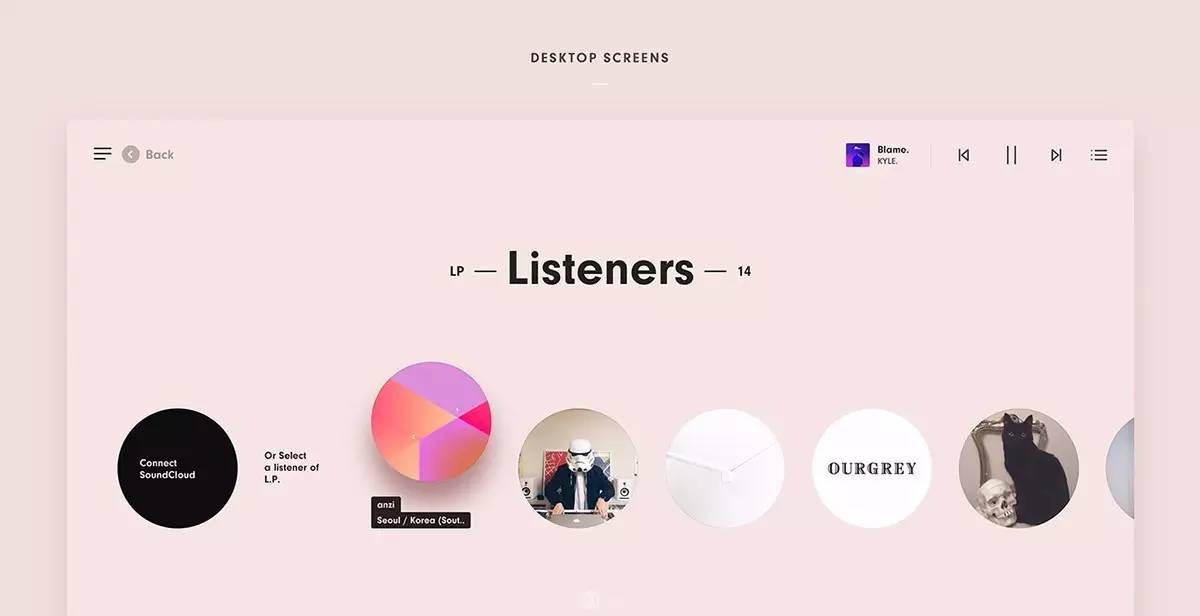 DESKTOP SCREENS
Back
Blame.
KYLE.
LP — Listeners — 14
Connect
SoundCloud
Or Select
a listener of
L.P.
anzi
Seoul / Korea (Sout..
OURGREY